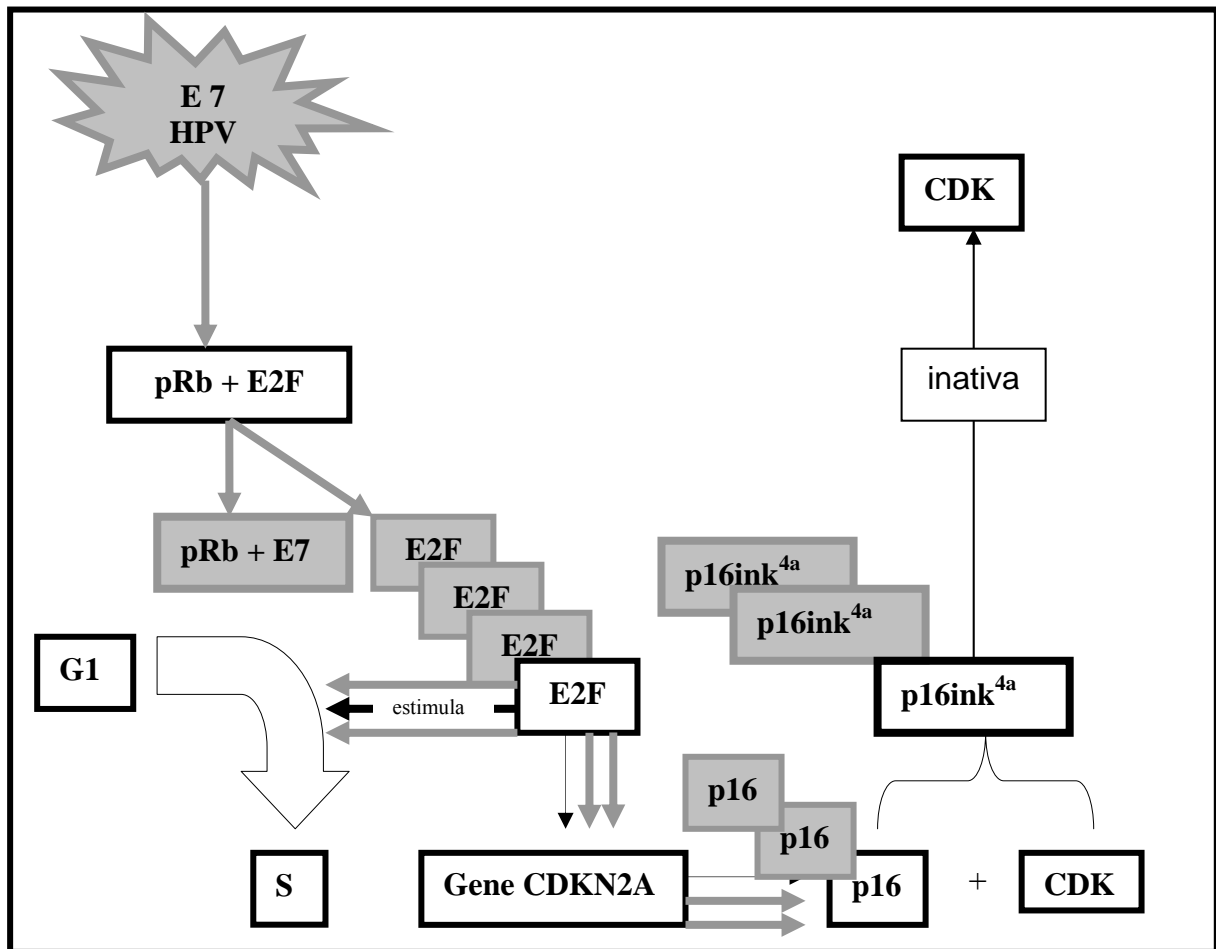 E 7
HPV
CDK
pRb + E2F
inativa
pRb + E7
E2F
E2F
E2F
E2F
p16ink⁴ᵃ
p16ink⁴ᵃ
p16ink⁴ᵃ
G1
estimula
S
Gene CDKN2A
p16
p16
p16
+
CDK